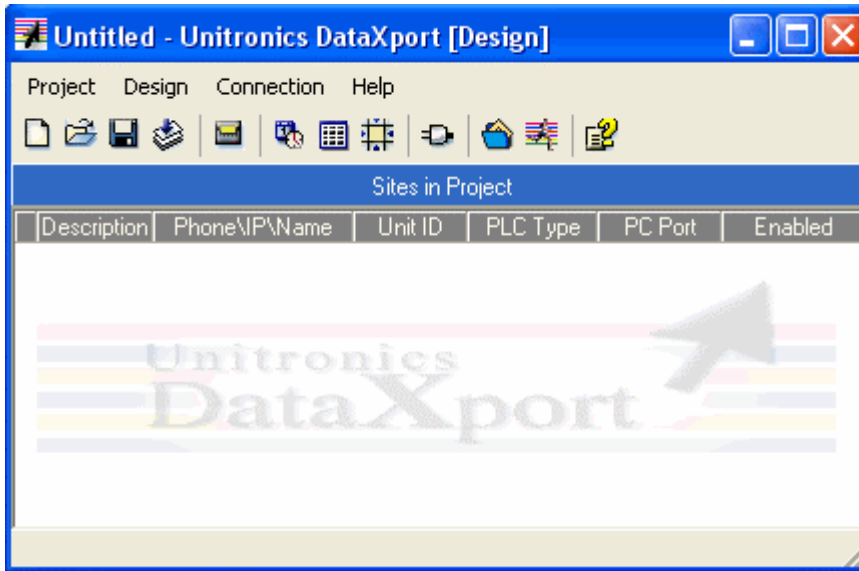 Untitled - Unitronics DataXport [Design]
Project Design Connection Help
Sites in Project
Description Phone\IP\Name Unit ID PLC Type PC Port Enabled
Unitronics
DataXport